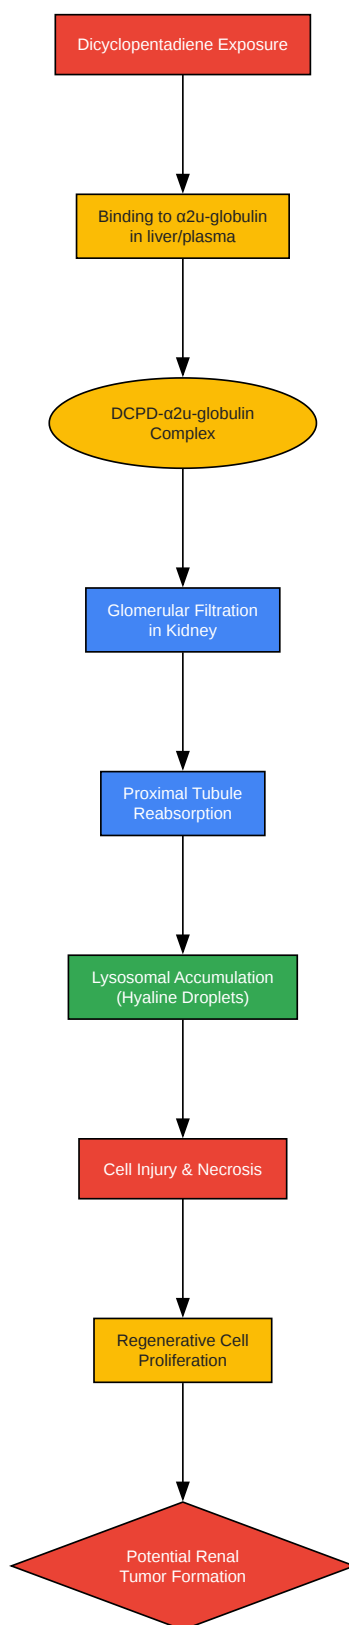 Dicyclopentadiene Exposure
Binding to α2u-globulin
in liver/plasma
DCPD-α2u-globulin
Complex
Glomerular Filtration
in Kidney
Proximal Tubule
Reabsorption
Lysosomal Accumulation
(Hyaline Droplets)
Cell Injury & Necrosis
Regenerative Cell
Proliferation
Potential Renal
Tumor Formation